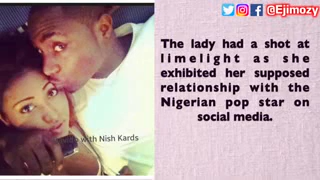 @Ejimozy
The lady had a shot at
limelight as she
exhibited her supposed
relationship with the
Nigerian pop star on
social media.
with Nish Kards